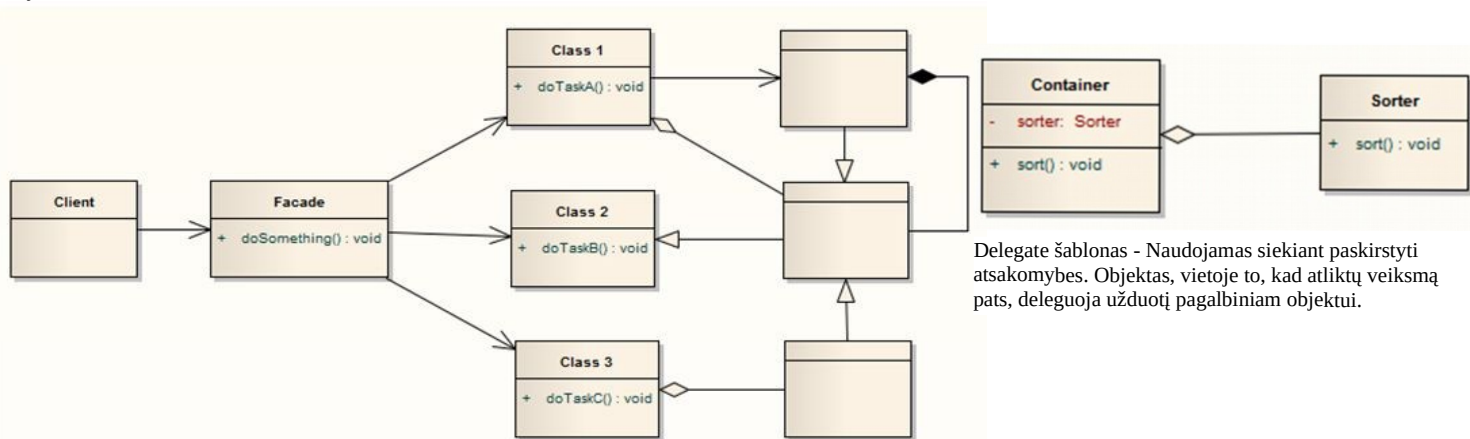 Class 1
+ doTaskA() : void
Client
Facade
+ doSomething() : void
Class 2
+ doTaskB() : void
Class 3
+ doTaskC() : void
Container
- sorter: Sorter
+ sort() : void
Sorter
+ sort() : void
Delegate šablonas - Naudojamas siekiant paskirstyti
atsakomybes. Objektas, vietoje to, kad atliktų veiksmą
pats, deleguoja užduotį pagalbiniam objektui.